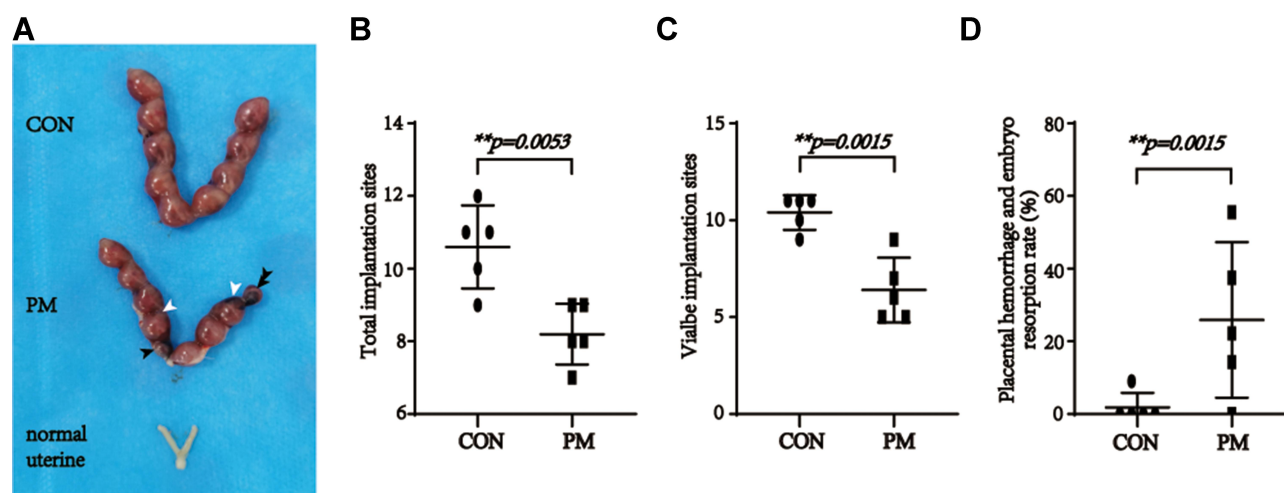 A
CON
PM
normal
uterine
B
Total implantation sites
14
12
10
8
6
**p=0.0053
CON PM
C
Vialbe implantation sites
15
10
5
0
**p=0.0015
CON PM
D
Placental hemorrhage and embryo
resorption rate (%)
80
60
40
20
0
**p=0.0015
CON PM